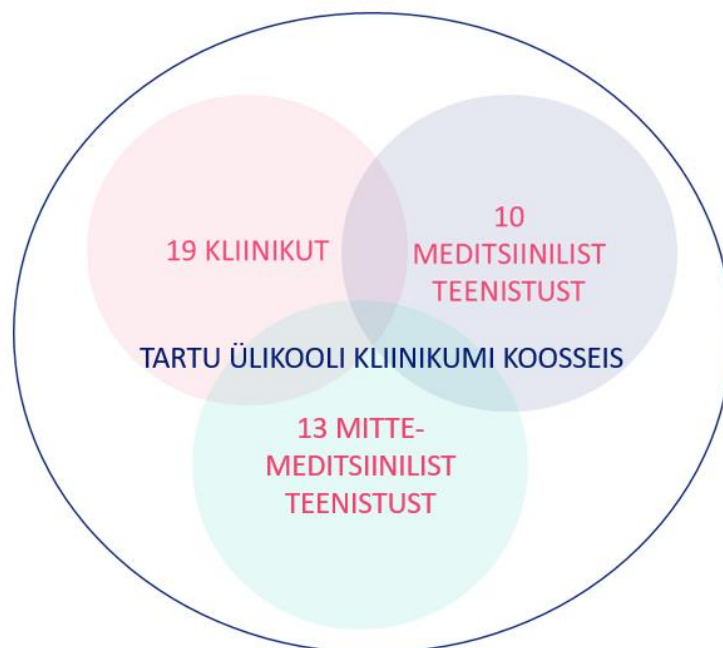 19 KLIINIKUT
10
MEDITSIINILIST
TEENISTUST
TARTU ÜLIKOOLI KLIINIKUMI KOOSSEIS
13 MITTE-
MEDITSIINILIST
TEENISTUST